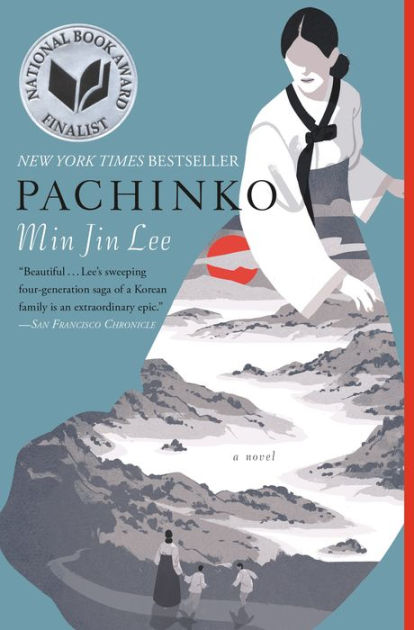 NATIONAL BOOK AWARD
FINALIST
NEW YORK TIMES BESTSELLER
PACHINKO
Min Jin Lee
“Beautiful . . . Lee’s sweeping
four-generation saga of a Korean
family is an extraordinary epic.”
—SAN FRANCISCO CHRONICLE
a novel